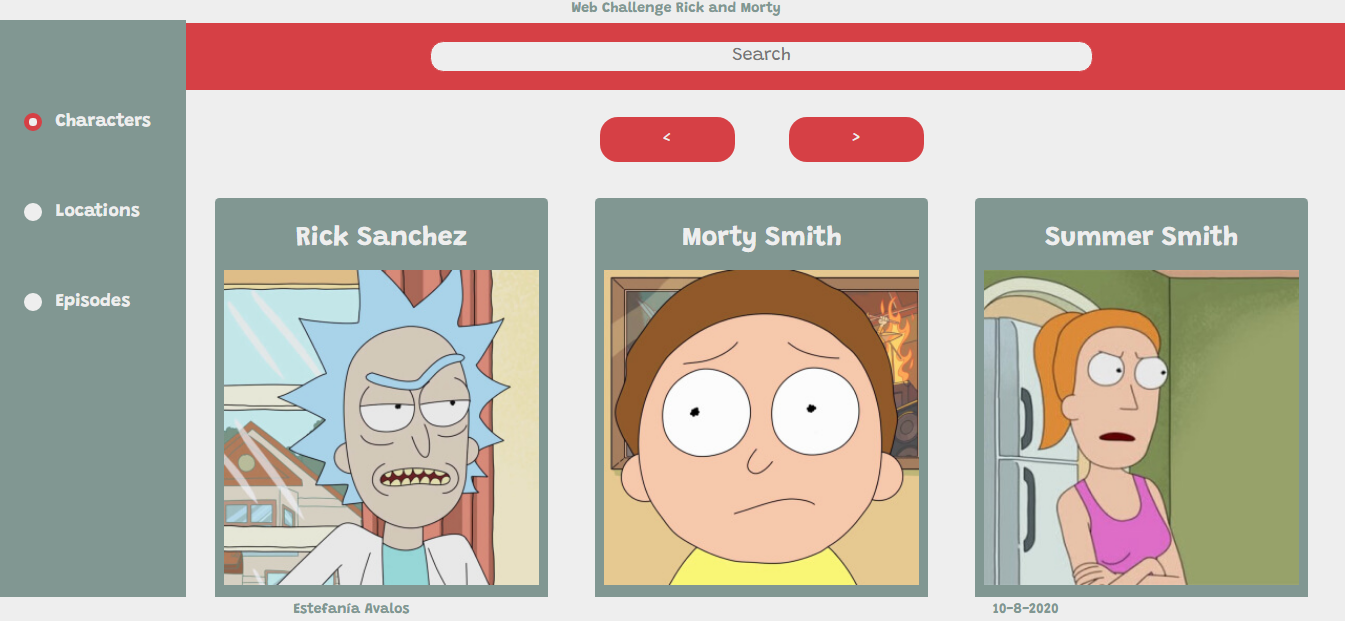 Web Challenge Rick and Morty
Search
Characters
Locations
Episodes
<
>
Rick Sanchez
Morty Smith
Summer Smith
Estefanía Avalos
10-8-2020